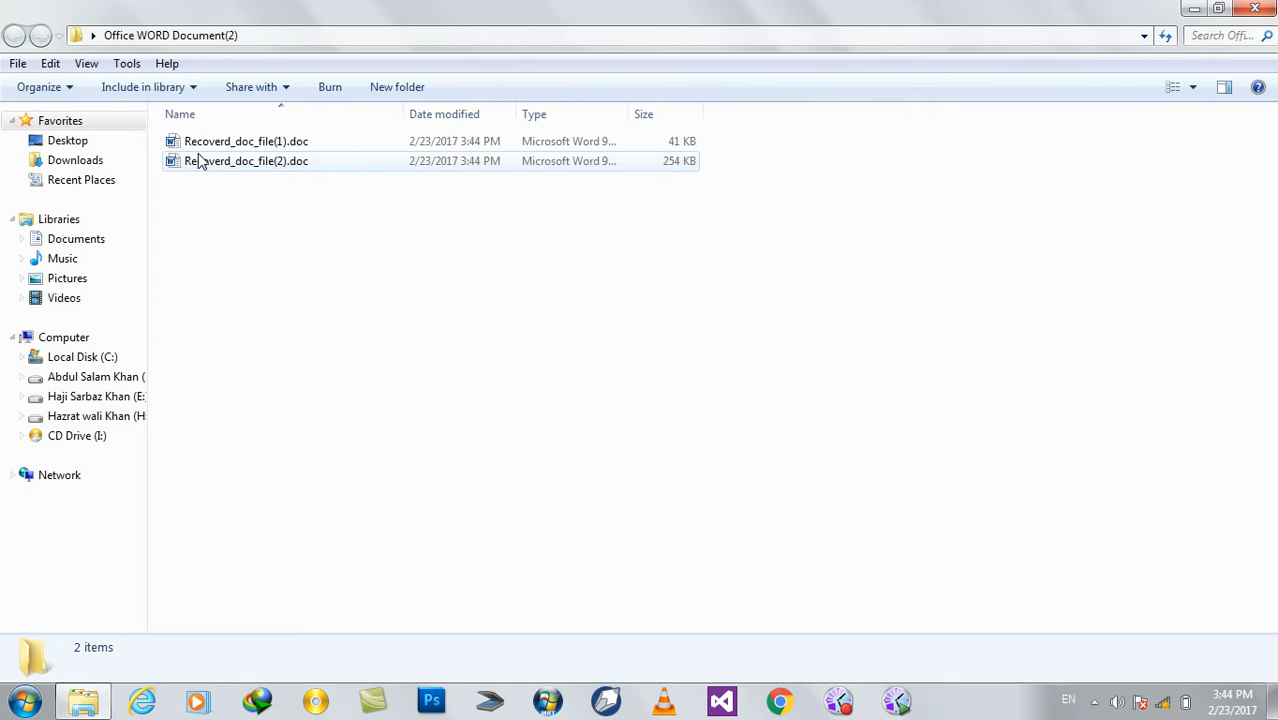 Office WORD Document(2)
Search Offi...
File Edit View Tools Help
Organize Include in library Share with Burn New folder
Name Date modified Type Size
Recoverd_doc_file(1).doc 2/23/2017 3:44 PM Microsoft Word 9... 41 KB
Recoverd_doc_file(2).doc 2/23/2017 3:44 PM Microsoft Word 9... 254 KB
Favorites
Desktop
Downloads
Recent Places
Libraries
Documents
Music
Pictures
Videos
Computer
Local Disk (C:)
Abdul Salam Khan (
Haji Sarbaz Khan (E:
Hazrat wali Khan (H:
CD Drive (I:)
Network
2 items
Ps
EN
3:44 PM
2/23/2017